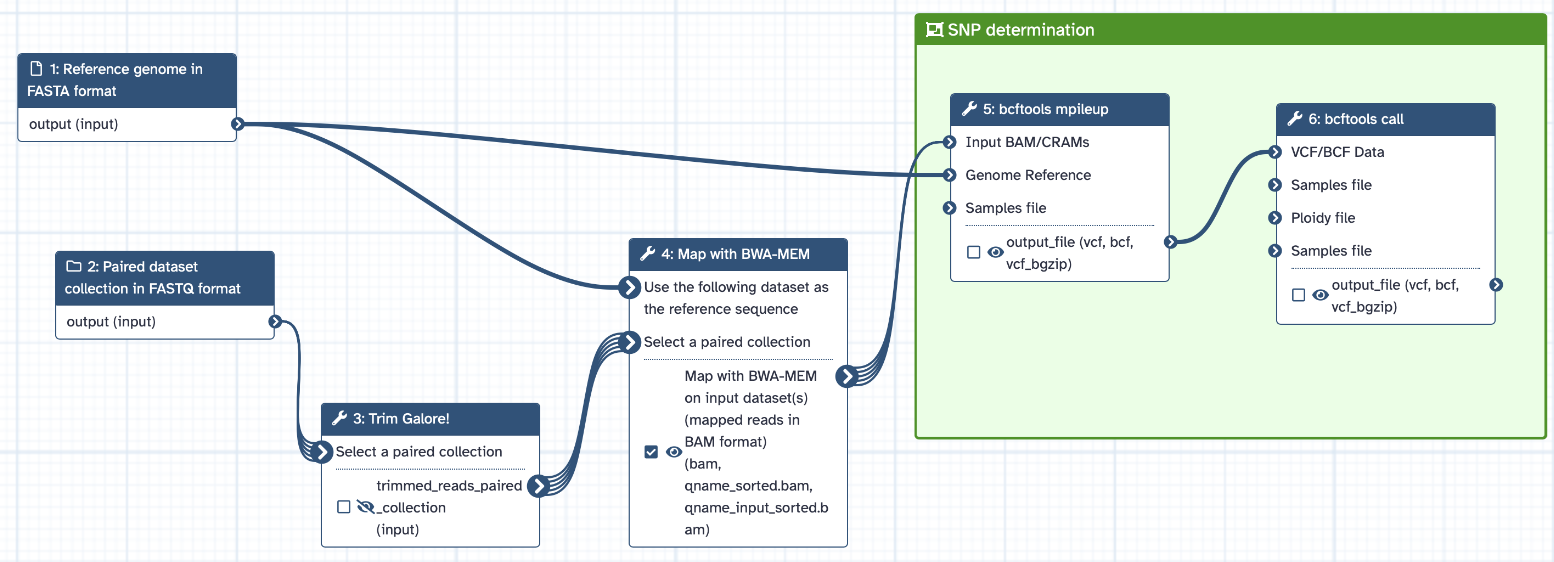 1: Reference genome in
FASTA format
output (input)
2: Paired dataset
collection in FASTQ format
output (input)
3: Trim Galore!
Select a paired collection
trimmed_reads_paired
_collection
(input)
4: Map with BWA-MEM
Use the following dataset as
the reference sequence
Select a paired collection
Map with BWA-MEM
on input dataset(s)
(mapped reads in
BAM format)
(bam,
qname_sorted.bam,
qname_input_sorted.b
am)
SNP determination
5: bcftools mpileup
Input BAM/CRAMs
Genome Reference
Samples file
output_file (vcf, bcf,
vcf_bgzip)
6: bcftools call
VCF/BCF Data
Samples file
Ploidy file
Samples file
output_file (vcf, bcf,
vcf_bgzip)